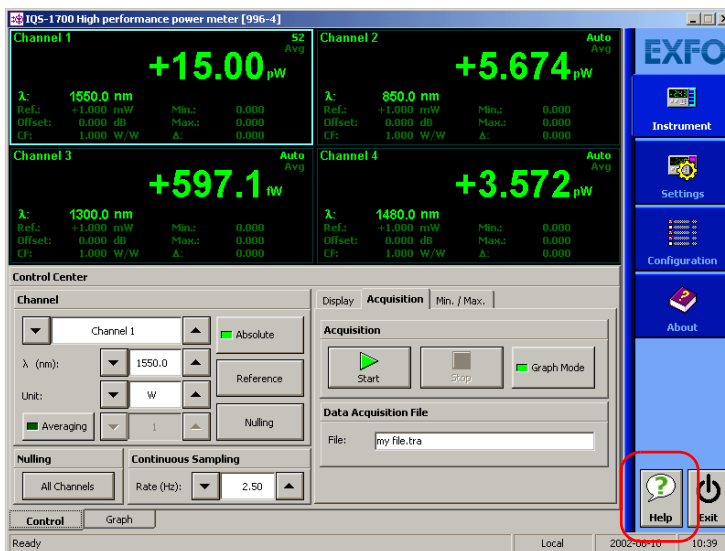 IQS-1700 High performance power meter [996-4]
Channel 1
S2
Avg
+15.00 pW
λ: 1550.0 nm
Ref.: +1.000 mW Min.: 0.000
Offset: 0.000 dB Max.: 0.000
CF: 1.000 W/W Δ: 0.000
Channel 2
Auto
Avg
+5.674 pW
λ: 850.0 nm
Ref.: +1.000 mW Min.: 0.000
Offset: 0.000 dB Max.: 0.000
CF: 1.000 W/W Δ: 0.000
Channel 3
Auto
Avg
+597.1 fW
λ: 1300.0 nm
Ref.: +1.000 mW Min.: 0.000
Offset: 0.000 dB Max.: 0.000
CF: 1.000 W/W Δ: 0.000
Channel 4
Auto
Avg
+3.572 pW
λ: 1480.0 nm
Ref.: +1.000 mW Min.: 0.000
Offset: 0.000 dB Max.: 0.000
CF: 1.000 W/W Δ: 0.000
EXFO
Instrument
Settings
Configuration
About
Help
Exit
Control Center
Channel
Channel 1
Absolute
λ (nm): 1550.0
Reference
Unit: W
Averaging 1
Nulling
Nulling
All Channels
Continuous Sampling
Rate (Hz): 2.50
Display Acquisition Min. / Max.
Acquisition
Start
Stop
Graph Mode
Data Acquisition File
File: my file.tra
Control Graph
Ready
Local
10:39